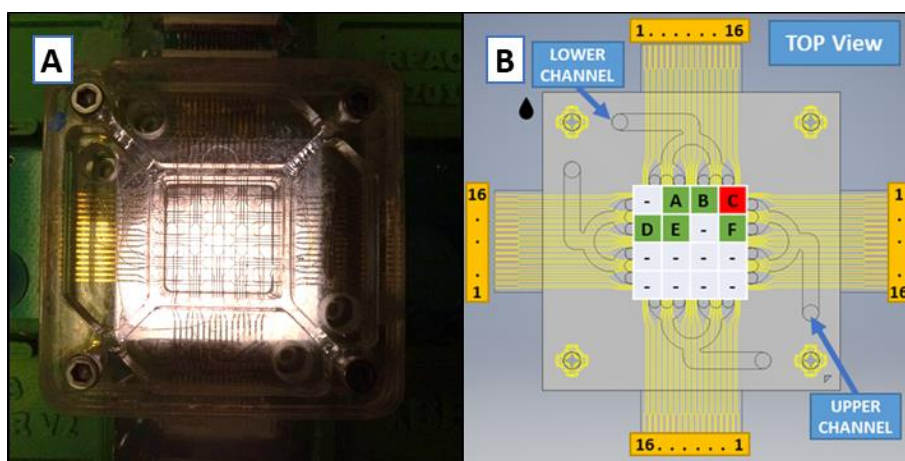 A
B
1 . . . . . . 16
TOP View
LOWER
CHANNEL
16
.
.
.
1
1
.
.
.
16
- A B C
D E - F
- - - -
- - - -
16 . . . . . . 1
UPPER
CHANNEL